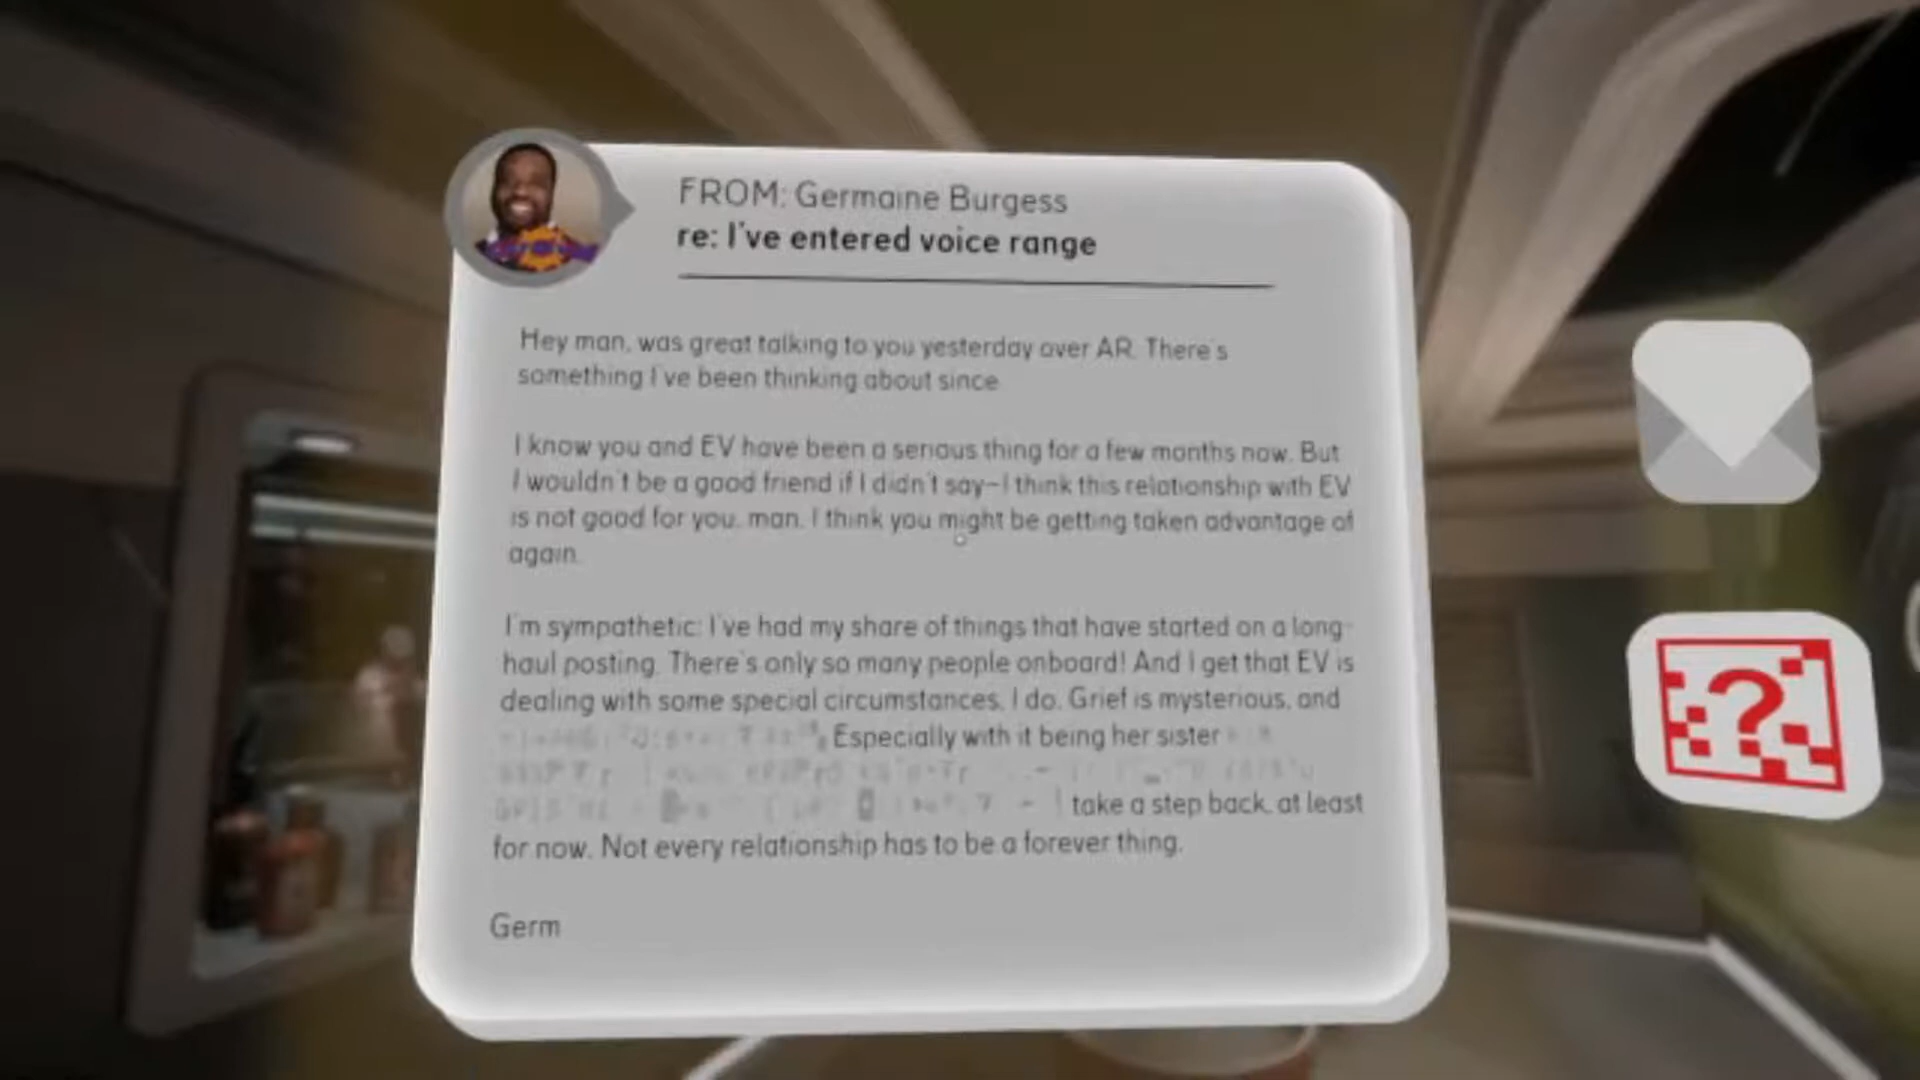 FROM: Germaine Burgess
re: I've entered voice range
Hey man, was great talking to you yesterday over AR. There's
something I've been thinking about since
I know you and EV have been a serious thing for a few months now. But
I wouldn't be a good friend if I didn't say—I think this relationship with EV
is not good for you, man. I think you might be getting taken advantage of
again.
I'm sympathetic: I've had my share of things that have started on a long-
haul posting. There's only so many people onboard! And I get that EV is
dealing with some special circumstances, I do. Grief is mysterious, and
Especially with it being her sister
take a step back, at least
for now. Not every relationship has to be a forever thing.
Germ
?